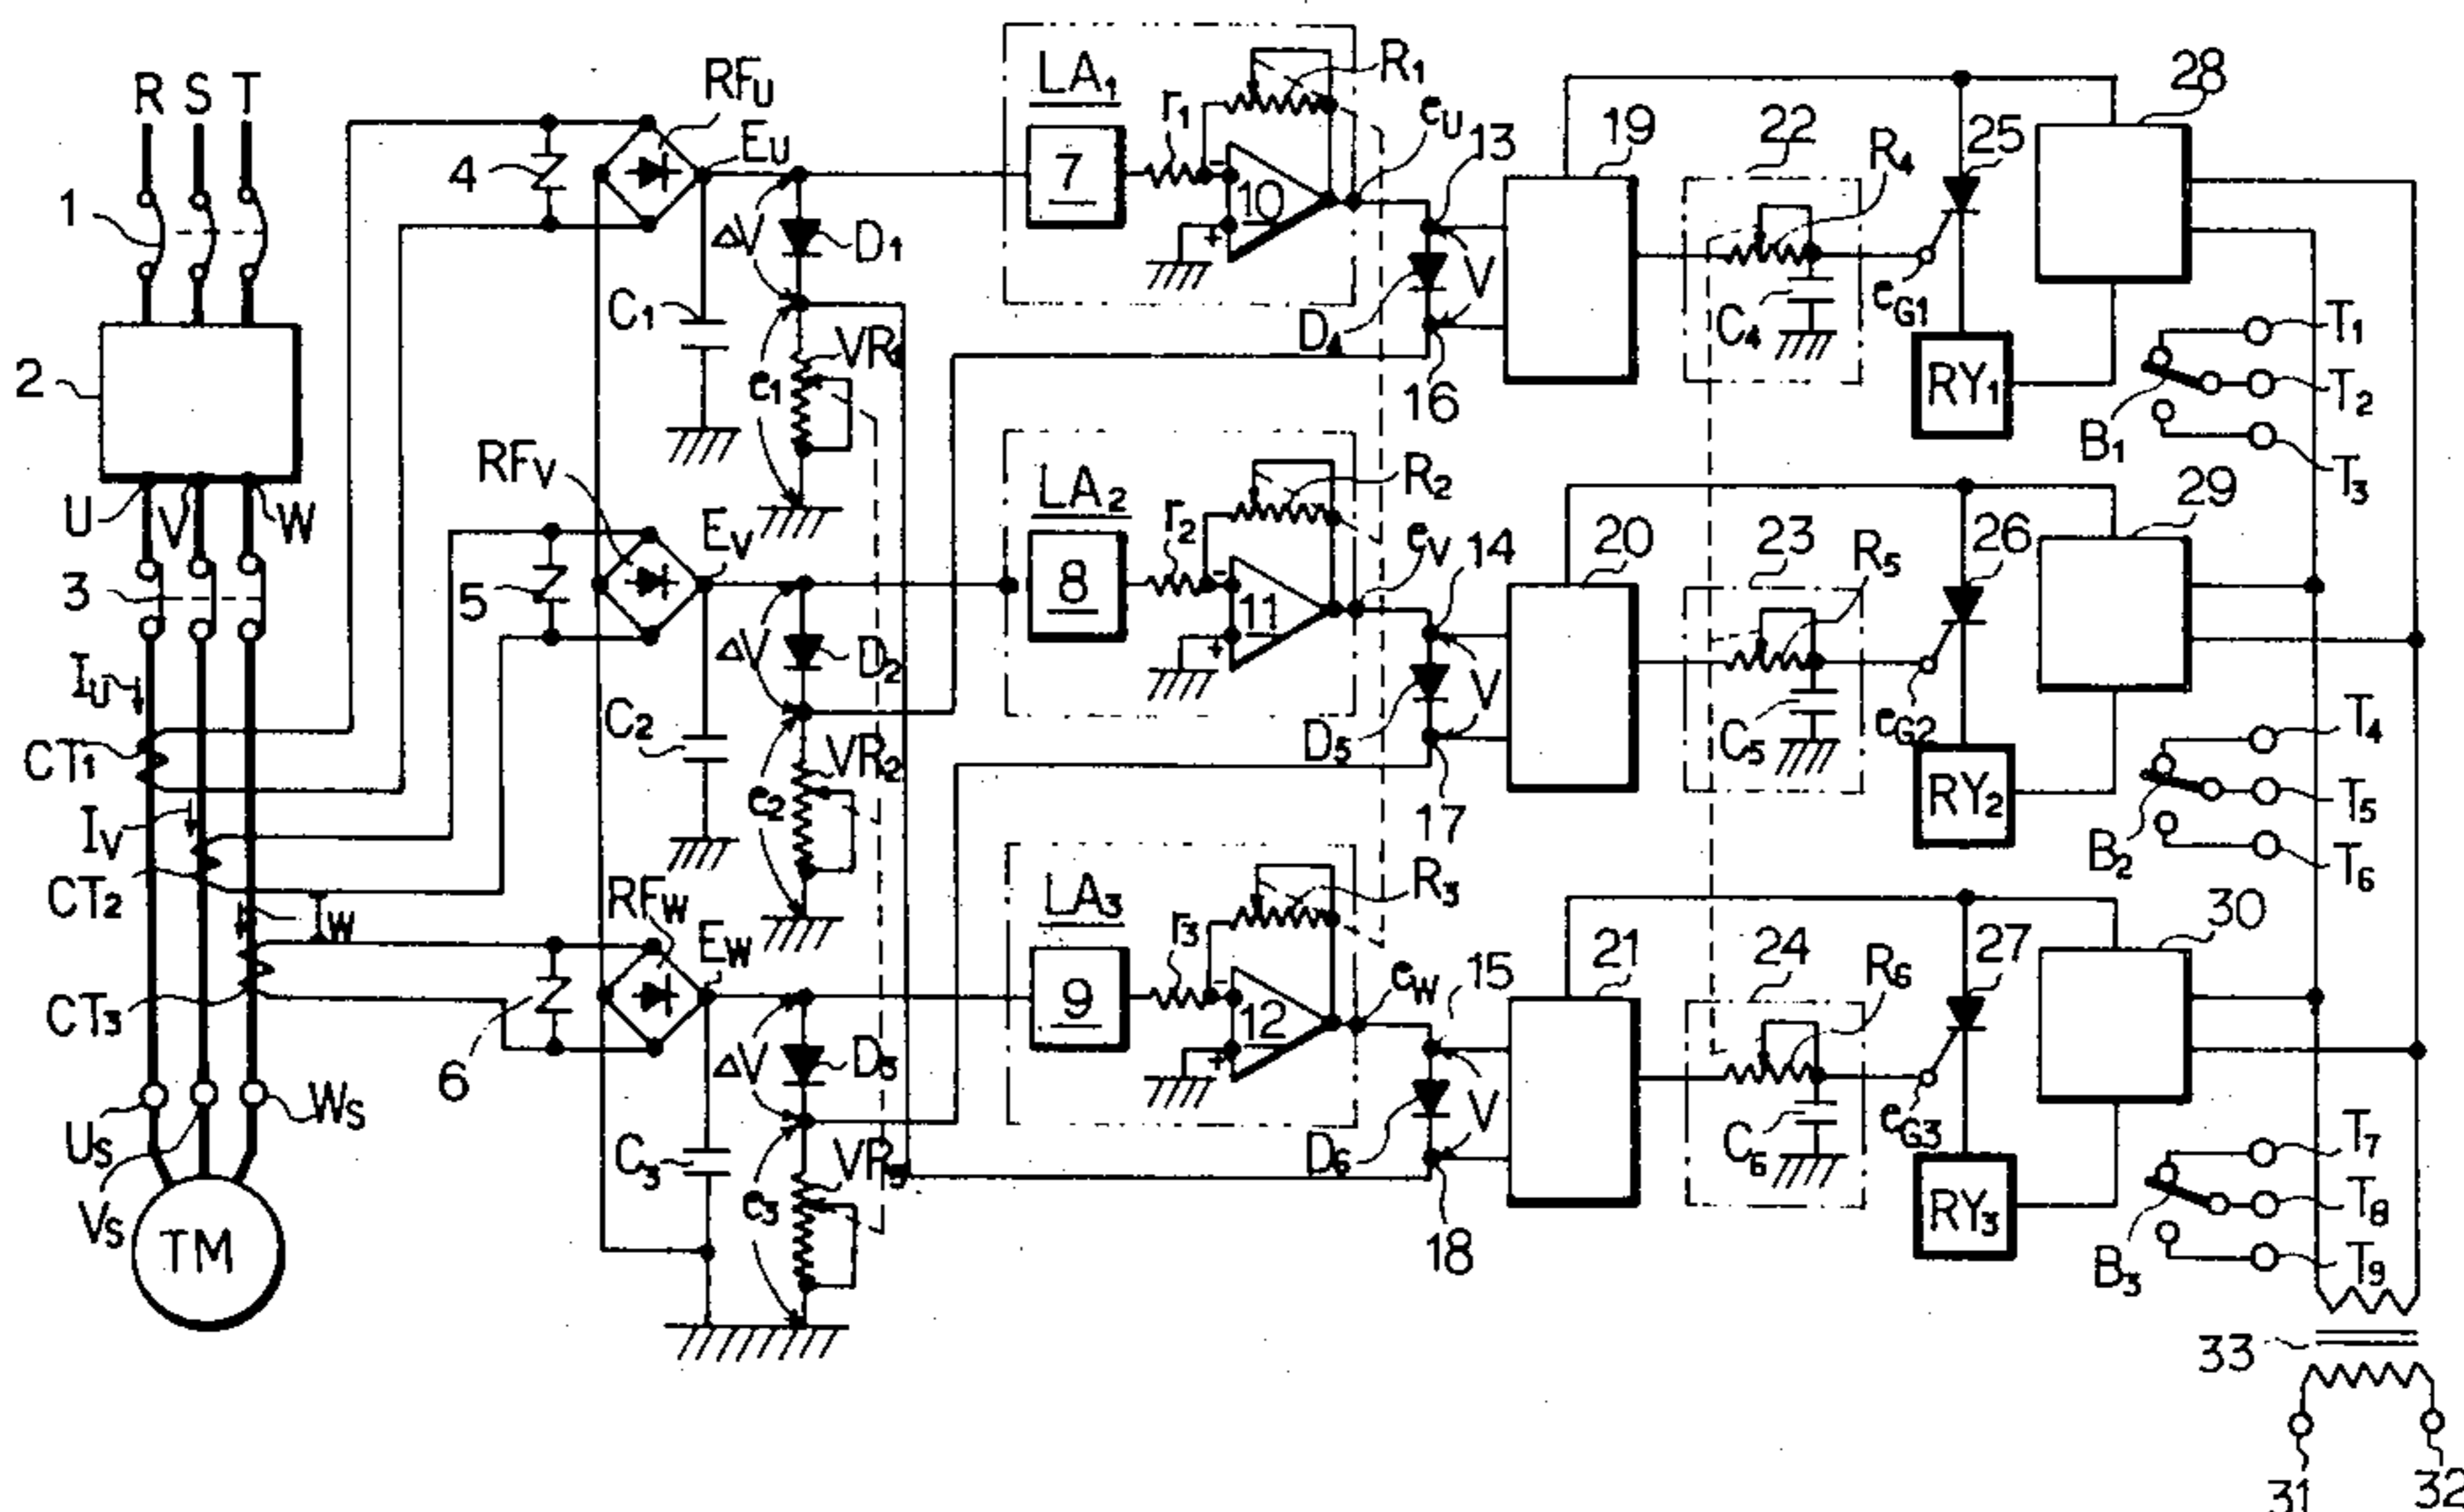 R S T
1
2
U V W
3
IU
CT1
IV
CT2
IW
CT3
US
VS
WS
TM
4
RFU
EU
ΔV
D1
C1
VR1
e1
5
RFV
EV
ΔV
D2
C2
VR2
e2
6
RFW
EW
ΔV
D3
C3
e3
LA1
7
r1
R1
10
-
+
eU
13
D4
V
16
LA2
8
r2
R2
11
-
+
eV
14
D5
V
17
LA3
9
r3
R3
12
-
+
eW
15
D6
V
18
19
22
R4
C4
eG1
25
RY1
28
B1
T1
T2
T3
20
23
R5
C5
eG2
26
RY2
29
B2
T4
T5
T6
21
24
R6
C6
eG3
27
RY3
30
B3
T7
T8
T9
33
31
32